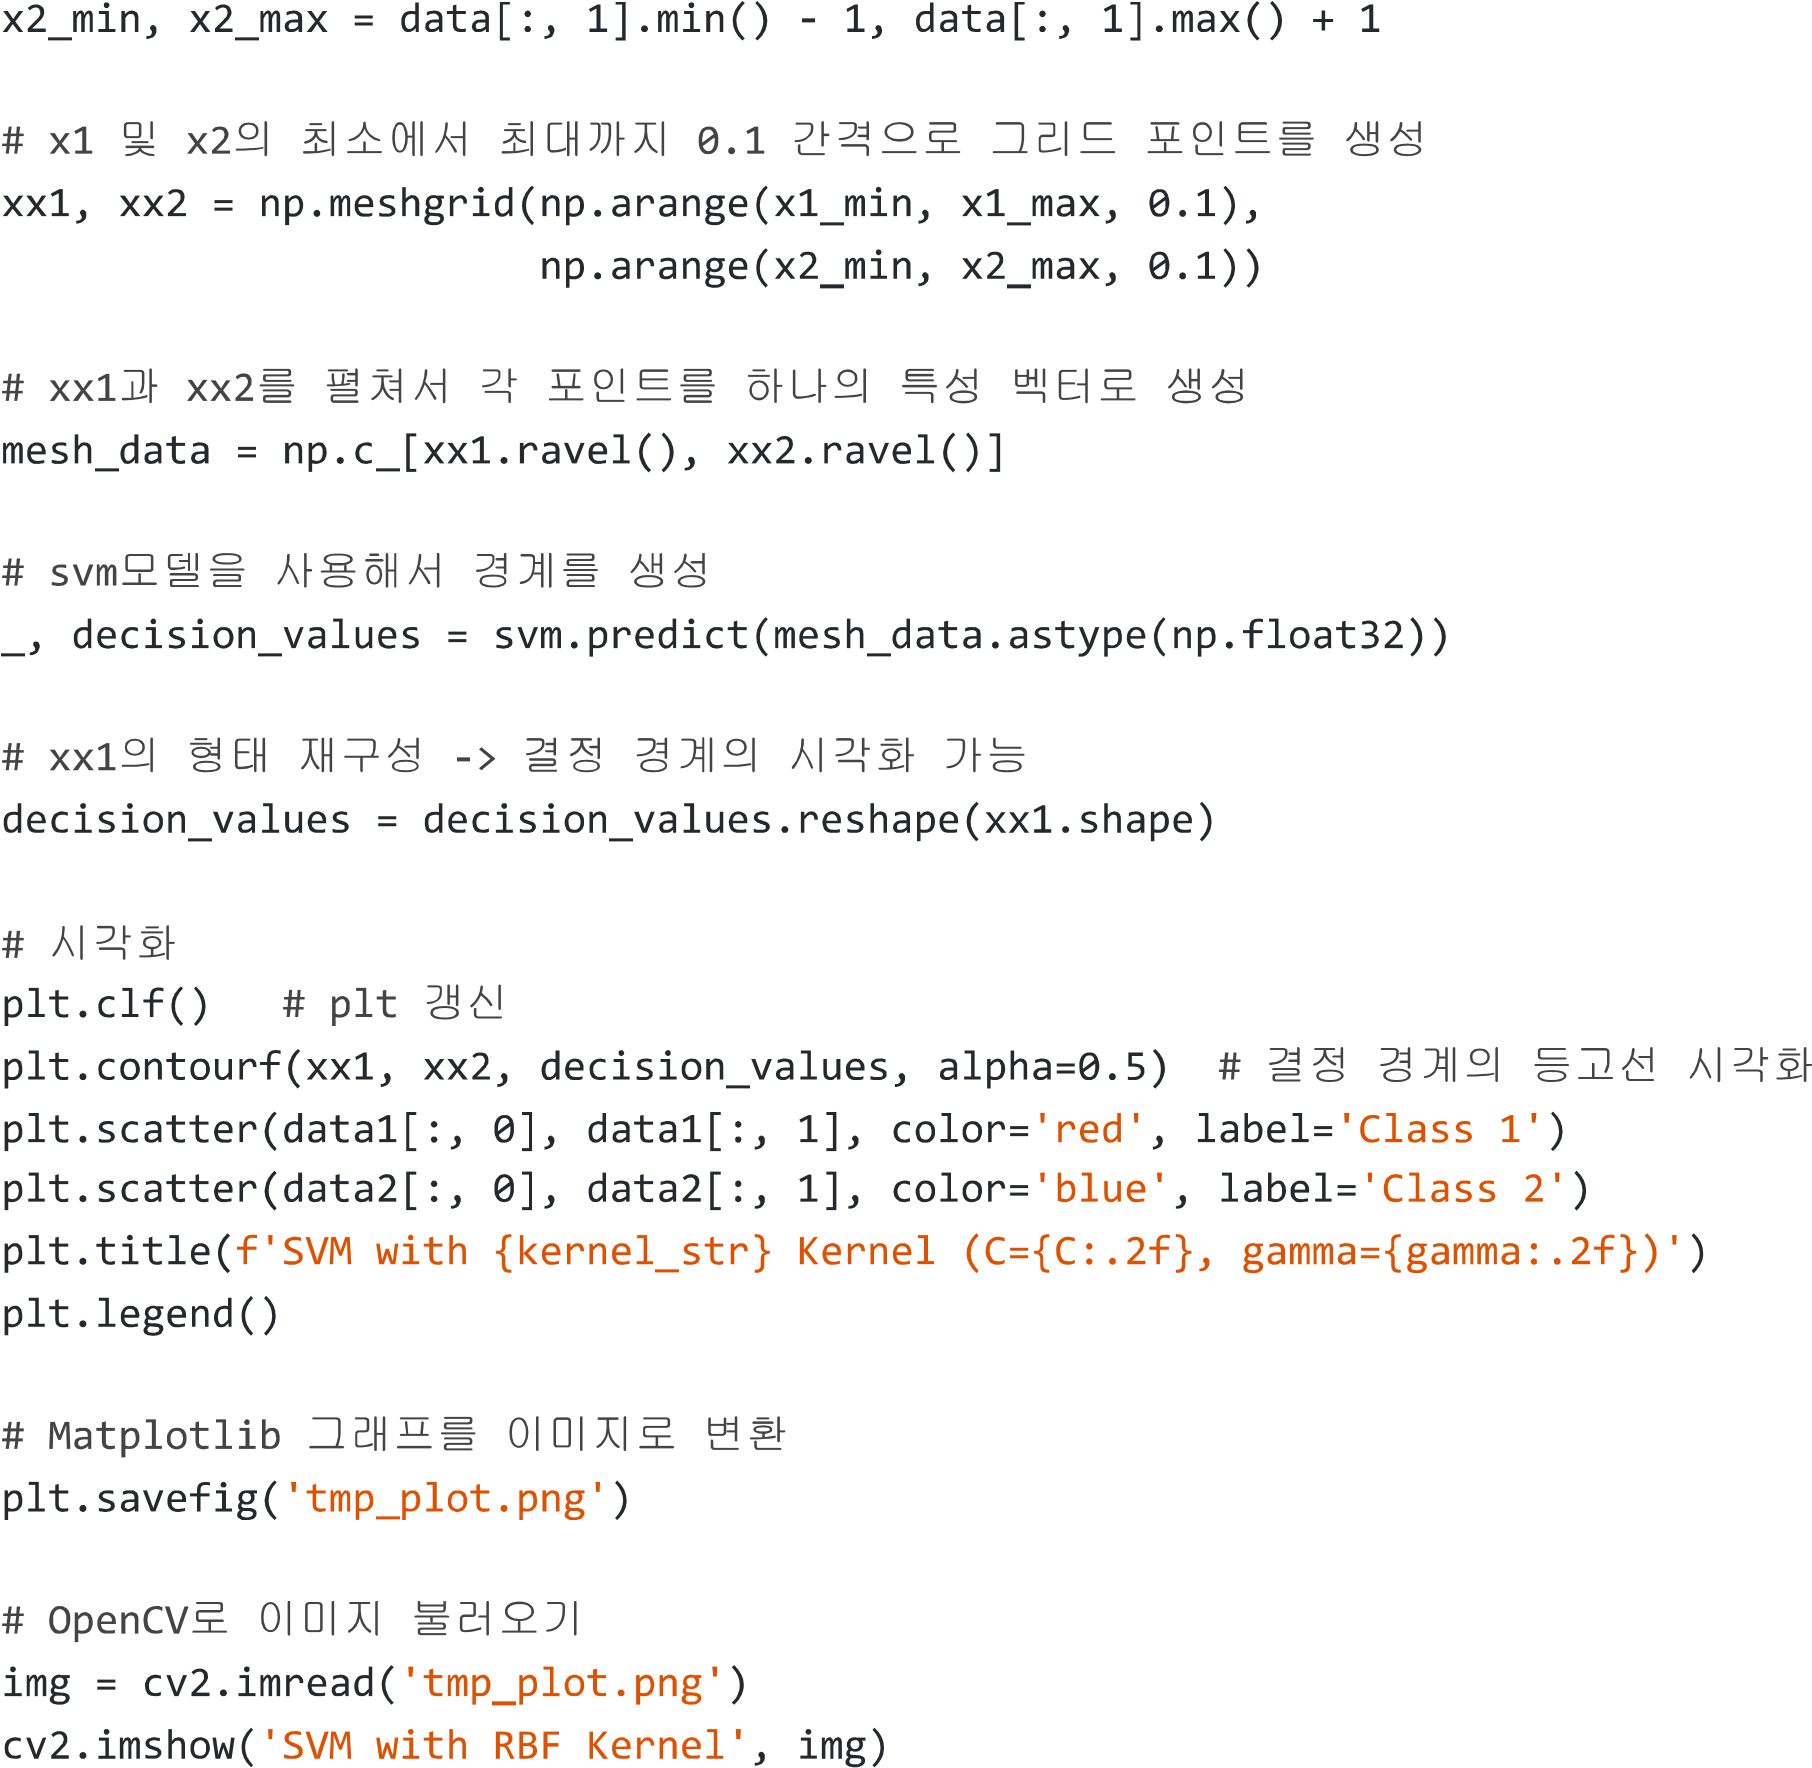 x2_min, x2_max = data[:, 1].min() - 1, data[:, 1].max() + 1
# x1 및 x2의 최소에서 최대까지 0.1 간격으로 그리드 포인트를 생성
xx1, xx2 = np.meshgrid(np.arange(x1_min, x1_max, 0.1),
                       np.arange(x2_min, x2_max, 0.1))
# xx1과 xx2를 펼쳐서 각 포인트를 하나의 특성 벡터로 생성
mesh_data = np.c_[xx1.ravel(), xx2.ravel()]
# svm모델을 사용해서 경계를 생성
_, decision_values = svm.predict(mesh_data.astype(np.float32))
# xx1의 형태 재구성 -> 결정 경계의 시각화 가능
decision_values = decision_values.reshape(xx1.shape)
# 시각화
plt.clf()   # plt 갱신
plt.contourf(xx1, xx2, decision_values, alpha=0.5)  # 결정 경계의 등고선 시각화
plt.scatter(data1[:, 0], data1[:, 1], color='red', label='Class 1')
plt.scatter(data2[:, 0], data2[:, 1], color='blue', label='Class 2')
plt.title(f'SVM with {kernel_str} Kernel (C={C:.2f}, gamma={gamma:.2f})')
plt.legend()
# Matplotlib 그래프를 이미지로 변환
plt.savefig('tmp_plot.png')
# OpenCV로 이미지 불러오기
img = cv2.imread('tmp_plot.png')
cv2.imshow('SVM with RBF Kernel', img)